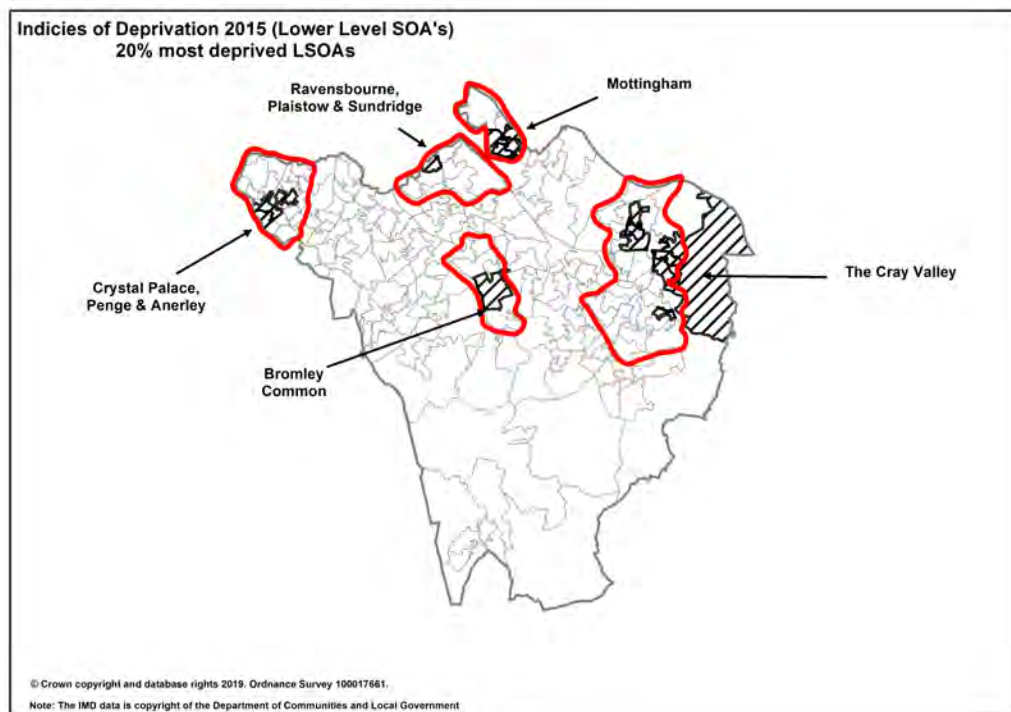 Indicies of Deprivation 2015 (Lower Level SOA's)
20% most deprived LSOAs
Ravensbourne,
Plaistow & Sundridge
Mottingham
The Cray Valley
Crystal Palace,
Penge & Anerley
Bromley
Common
© Crown copyright and database rights 2019. Ordnance Survey 100017661.
Note: The IMD data is copyright of the Department of Communities and Local Government